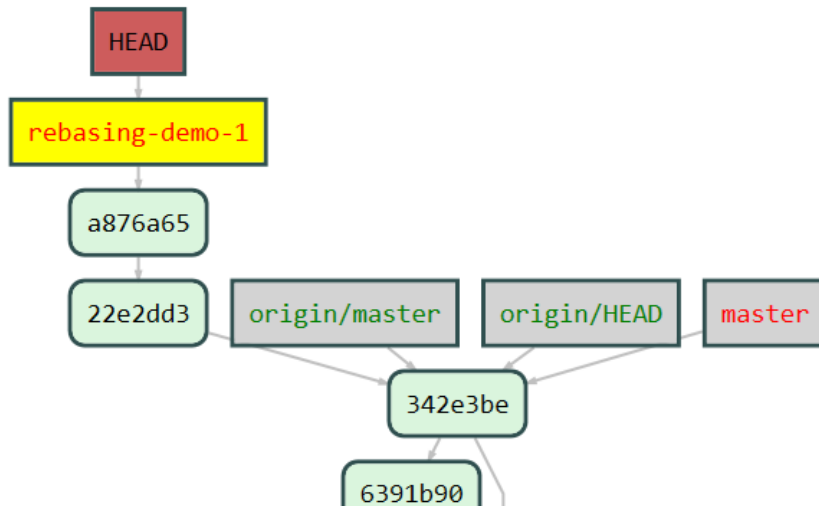 HEAD
rebasing-demo-1
a876a65
22e2dd3
origin/master
origin/HEAD
master
342e3be
6391b90